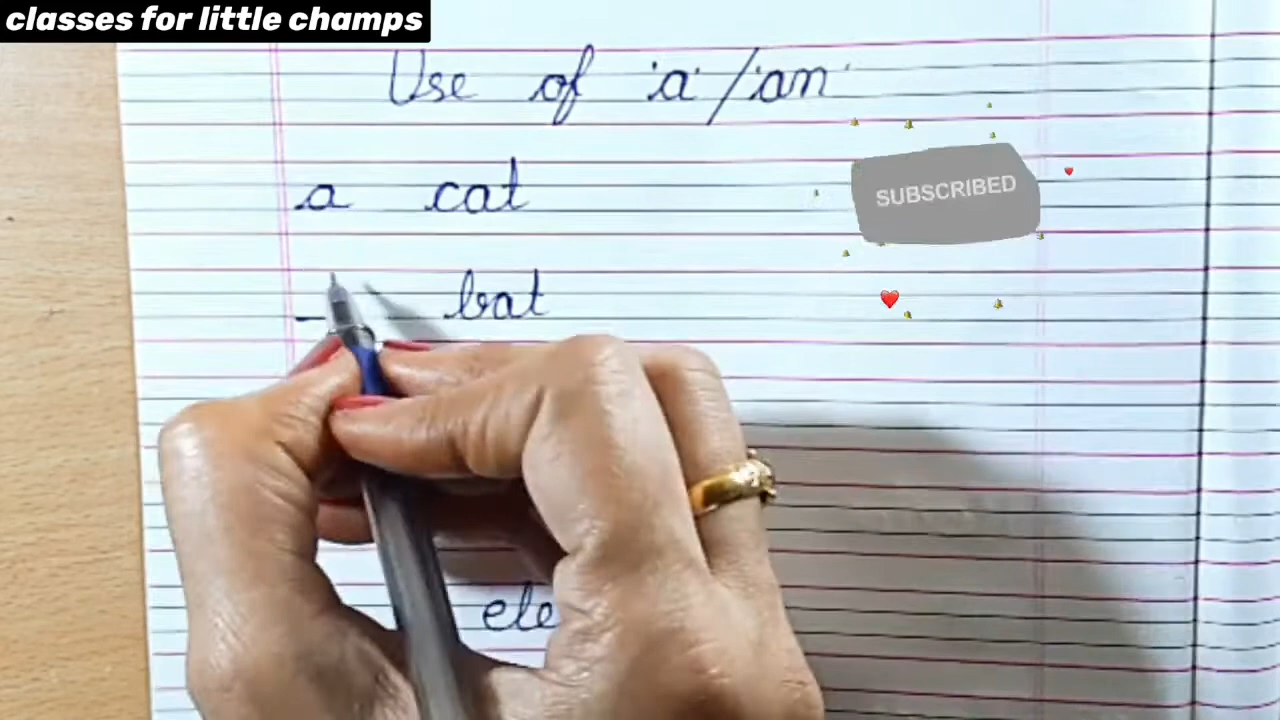 classes for little champs
Use of 'a'/'an'
a cat
SUBSCRIBED
_ bat
ele